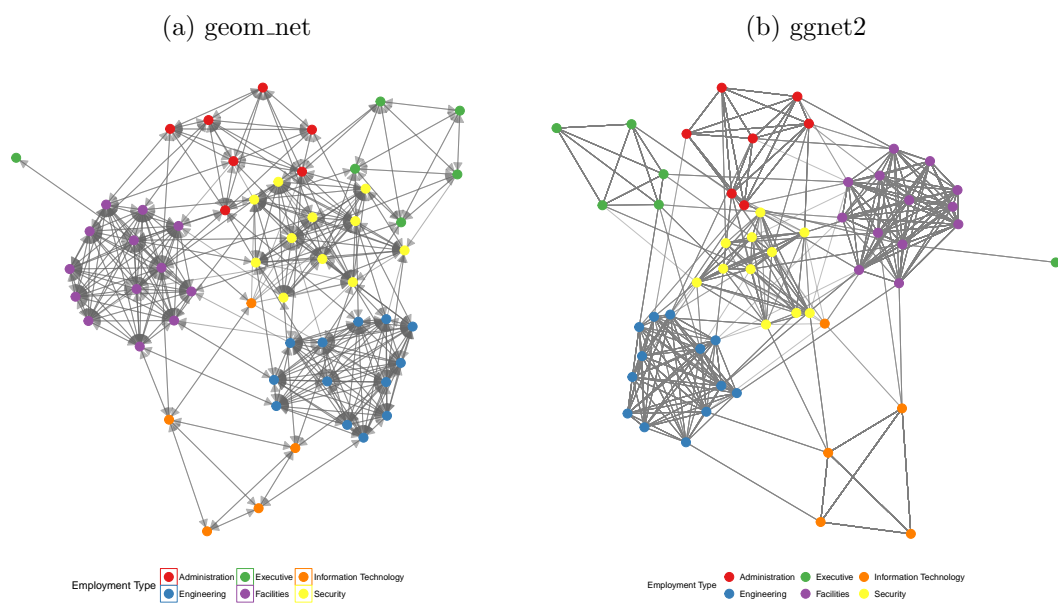 (a) geom_net
(b) ggnet2
Employment Type
Administration
Executive
Information Technology
Engineering
Facilities
Security
Employment Type
Administration
Executive
Information Technology
Engineering
Facilities
Security